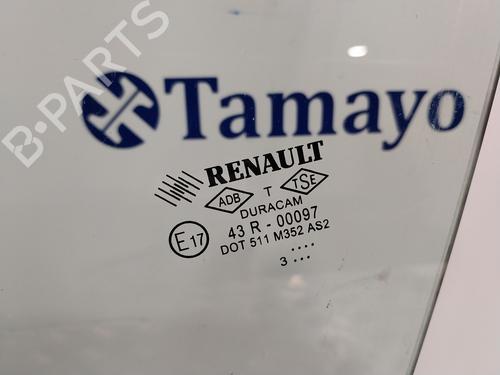 B-PARTS
Tamayo
RENAULT
ADB T TSE
DURACAM
E17 43 R - 00097
DOT 511 M352 AS2
....
3 ...